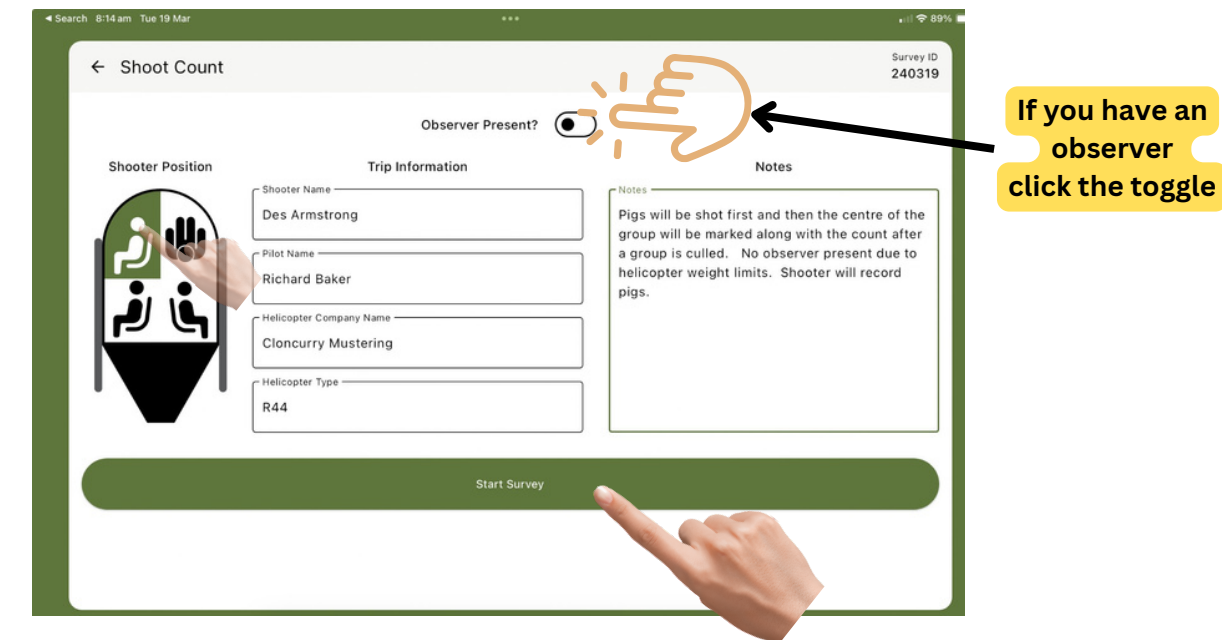 ◀ Search 8:14 am Tue 19 Mar
89%
← Shoot Count
Survey ID
240319
Observer Present?
If you have an
observer
click the toggle
Shooter Position
Trip Information
Notes
Shooter Name
Des Armstrong
Pilot Name
Richard Baker
Helicopter Company Name
Cloncurry Mustering
Helicopter Type
R44
Notes
Pigs will be shot first and then the centre of the
group will be marked along with the count after
a group is culled. No observer present due to
helicopter weight limits. Shooter will record
pigs.
Start Survey